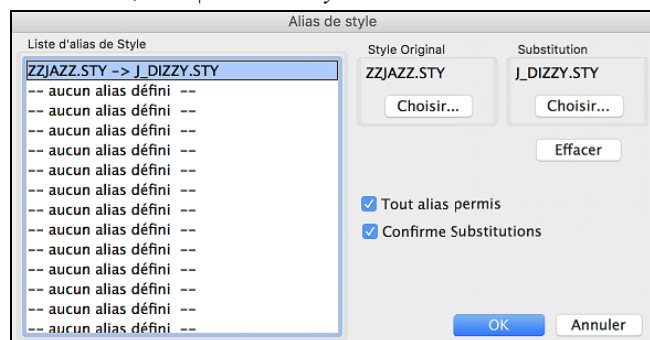 Alias de style
Liste d'alias de Style
ZZJAZZ.STY -> J_DIZZY.STY
-- aucun alias défini --
-- aucun alias défini --
-- aucun alias défini --
-- aucun alias défini --
-- aucun alias défini --
-- aucun alias défini --
-- aucun alias défini --
-- aucun alias défini --
-- aucun alias défini --
-- aucun alias défini --
-- aucun alias défini --
-- aucun alias défini --
-- aucun alias défini --
Style Original
ZZJAZZ.STY
Choisir...
Substitution
J_DIZZY.STY
Choisir...
Effacer
Tout alias permis
Confirme Substitutions
OK
Annuler